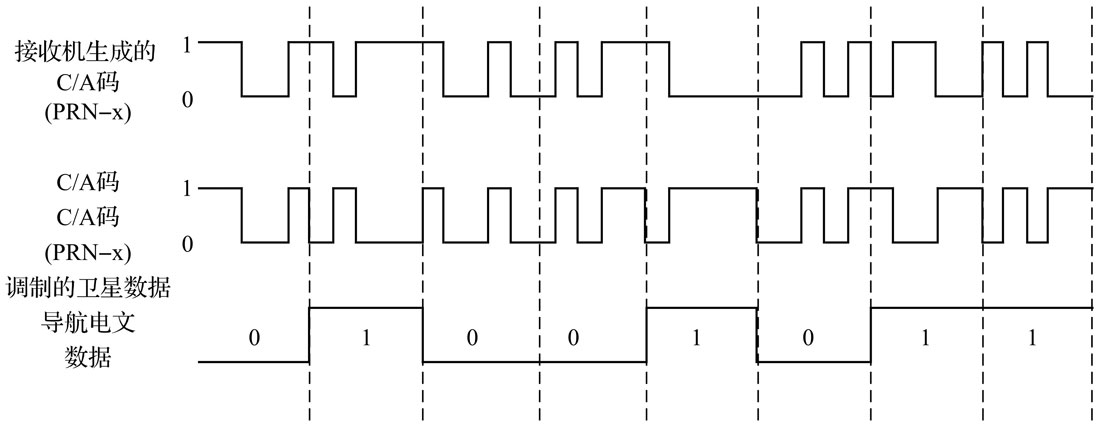 接收机生成的
C/A码
(PRN-x)
1
0
C/A码
C/A码
(PRN-x)
1
0
调制的卫星数据
导航电文
数据
0 1 0 0 1 0 1 1